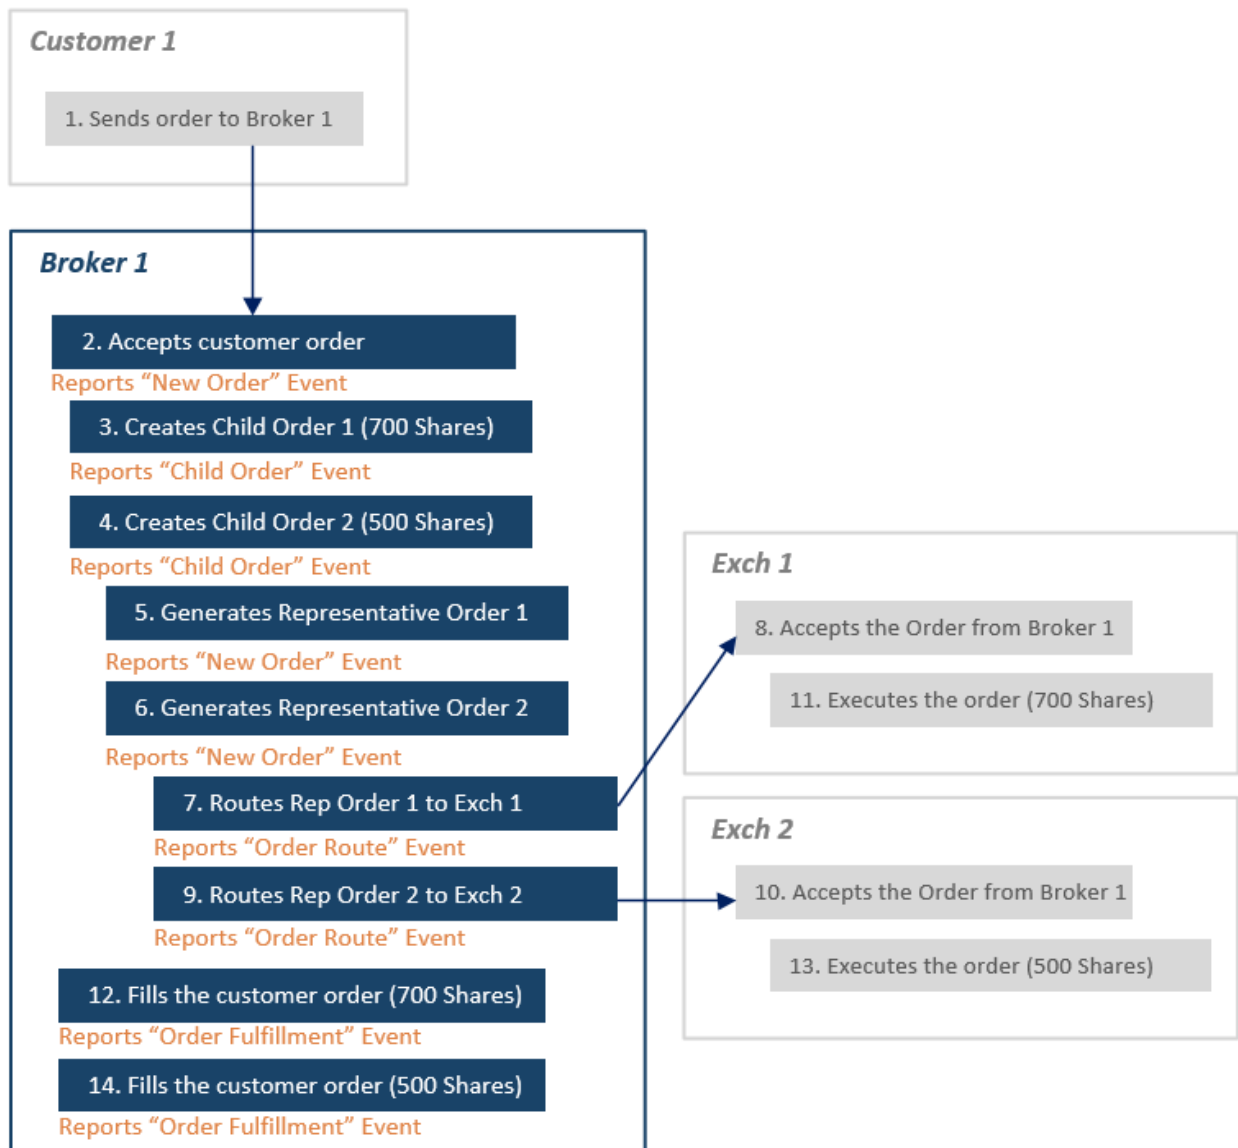 Customer 1
1. Sends order to Broker 1
Broker 1
2. Accepts customer order
Reports “New Order” Event
3. Creates Child Order 1 (700 Shares)
Reports “Child Order” Event
4. Creates Child Order 2 (500 Shares)
Reports “Child Order” Event
5. Generates Representative Order 1
Reports “New Order” Event
6. Generates Representative Order 2
Reports “New Order” Event
7. Routes Rep Order 1 to Exch 1
Reports “Order Route” Event
9. Routes Rep Order 2 to Exch 2
Reports “Order Route” Event
12. Fills the customer order (700 Shares)
Reports “Order Fulfillment” Event
14. Fills the customer order (500 Shares)
Reports “Order Fulfillment” Event
Exch 1
8. Accepts the Order from Broker 1
11. Executes the order (700 Shares)
Exch 2
10. Accepts the Order from Broker 1
13. Executes the order (500 Shares)